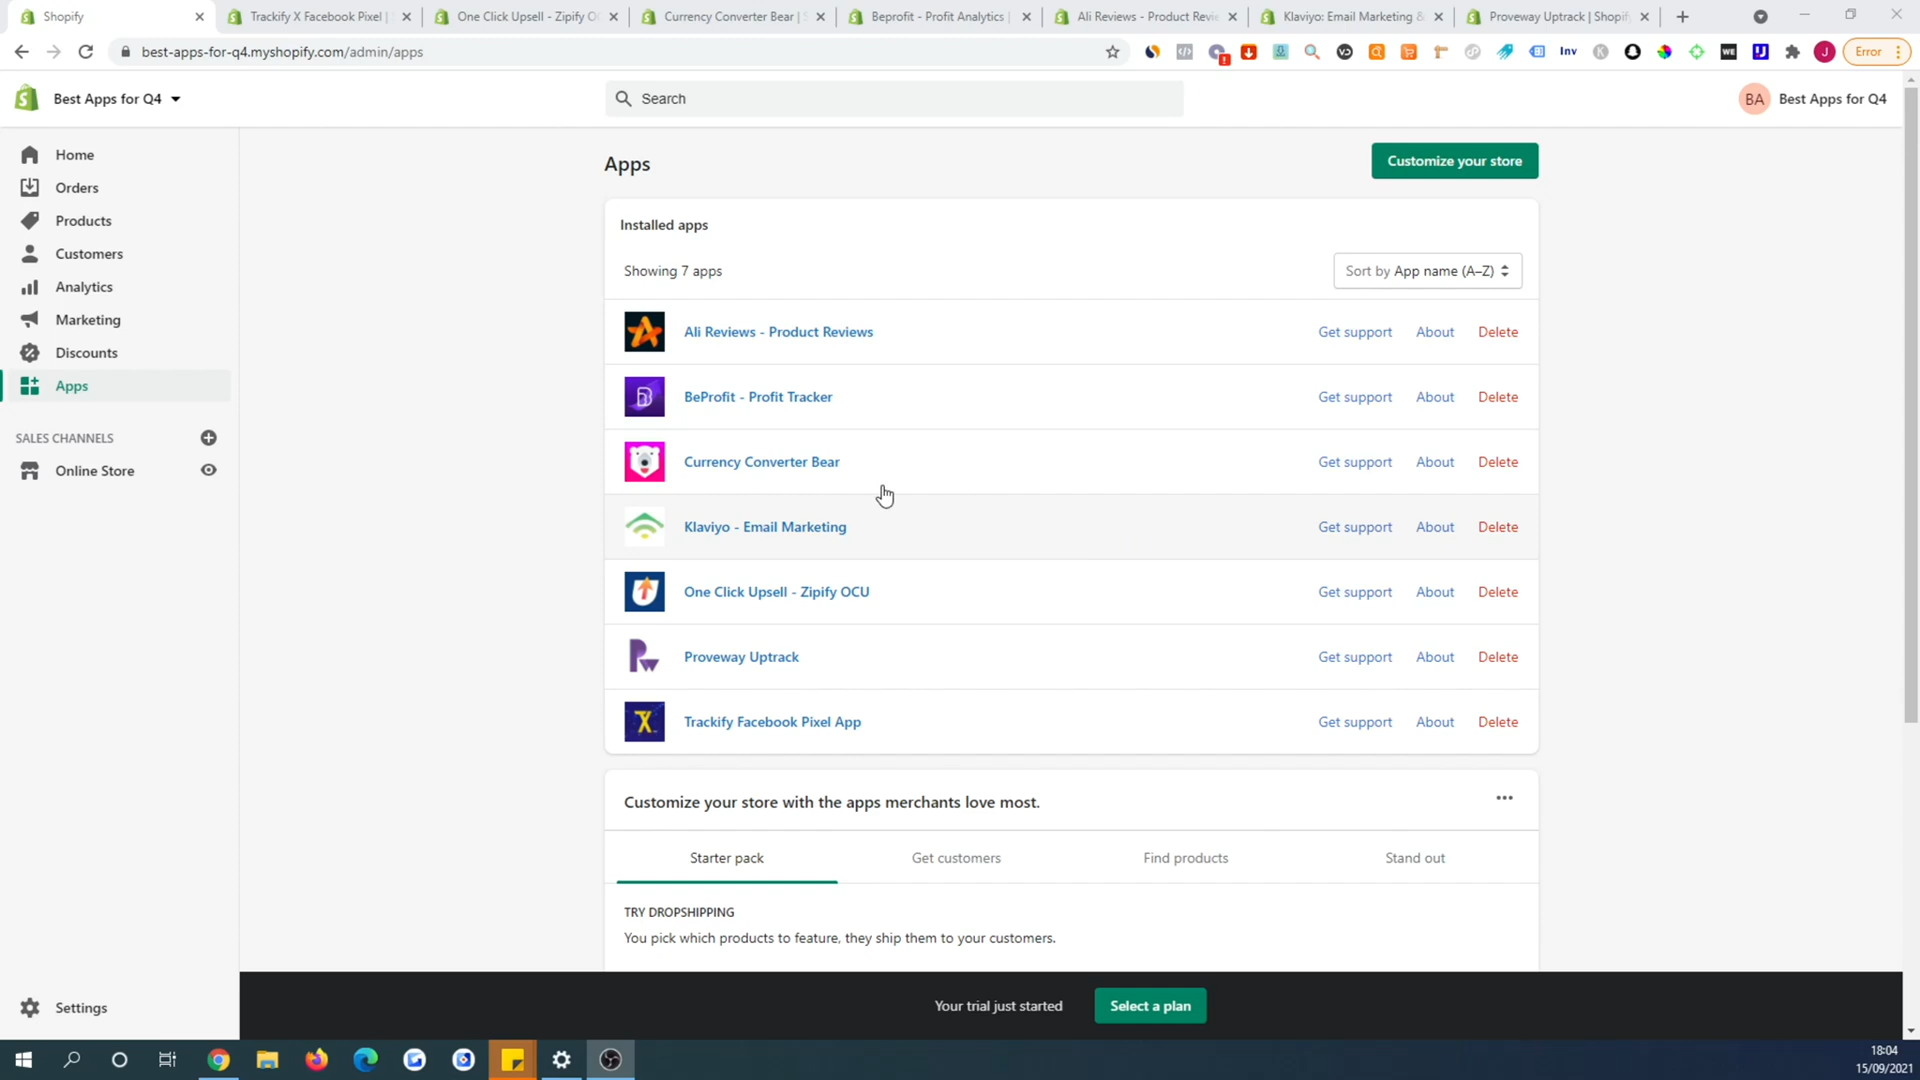 Shopify
Trackify X Facebook Pixel |
One Click Upsell - Zipify O
Currency Converter Bear |
Beprofit - Profit Analytics |
Ali Reviews - Product Revie
Klaviyo: Email Marketing &
Proveway Uptrack | Shopif
best-apps-for-q4.myshopify.com/admin/apps
Inv
WE
J
Error
Best Apps for Q4
Search
BA Best Apps for Q4
Home
Orders
Products
Customers
Analytics
Marketing
Discounts
Apps
SALES CHANNELS
Online Store
Settings
Apps
Customize your store
Installed apps
Showing 7 apps
Sort by App name (A–Z)
Ali Reviews - Product Reviews Get support About Delete
BeProfit - Profit Tracker Get support About Delete
Currency Converter Bear Get support About Delete
Klaviyo - Email Marketing Get support About Delete
One Click Upsell - Zipify OCU Get support About Delete
Proveway Uptrack Get support About Delete
Trackify Facebook Pixel App Get support About Delete
Customize your store with the apps merchants love most.
Starter pack Get customers Find products Stand out
TRY DROPSHIPPING
You pick which products to feature, they ship them to your customers.
Your trial just started Select a plan
18:04
15/09/2021